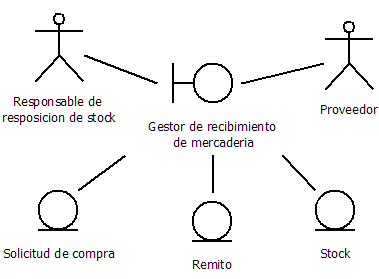 Responsable de
resposicion de stock
Gestor de recibimiento
de mercaderia
Proveedor
Solicitud de compra
Remito
Stock